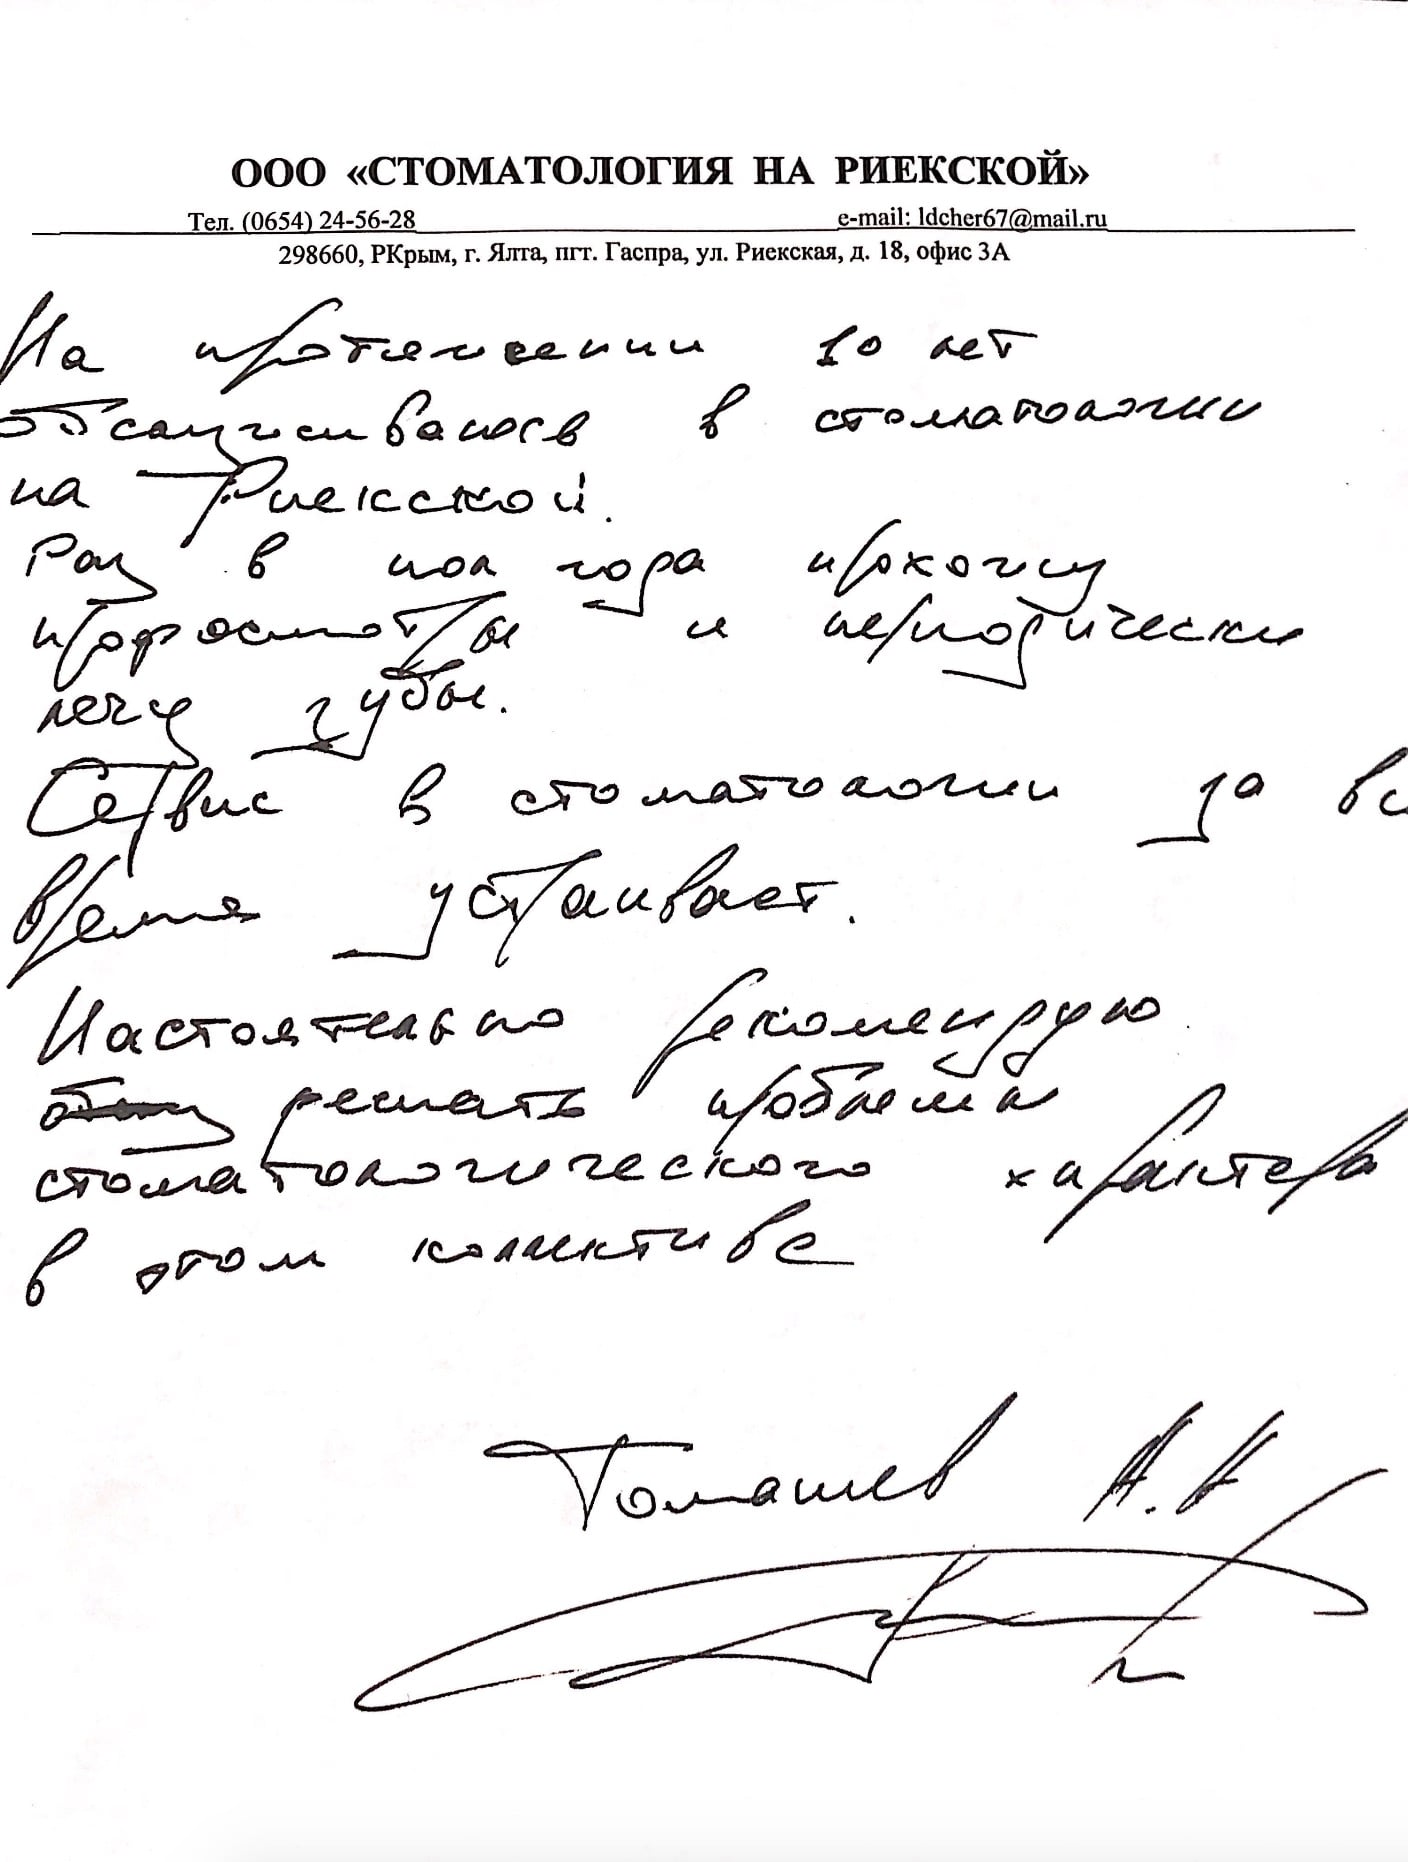 ООО «СТОМАТОЛОГИЯ НА РИЕКСКОЙ»
Тел. (0654) 24-56-28 e-mail: ldcher67@mail.ru
298660, РКрым, г. Ялта, пгт. Гаспра, ул. Риекская, д. 18, офис 3А
На протяжении 10 лет
обслуживаюсь в стоматологии
на Риекской.
Раз в пол года прохожу
профосмотры и периодически
лечу зубы.
Сервис в стоматологии за вс
время устраивает.
Настоятельно рекомендую
решать проблемы
стоматологического характера
в этом коллективе
Томашев А.А